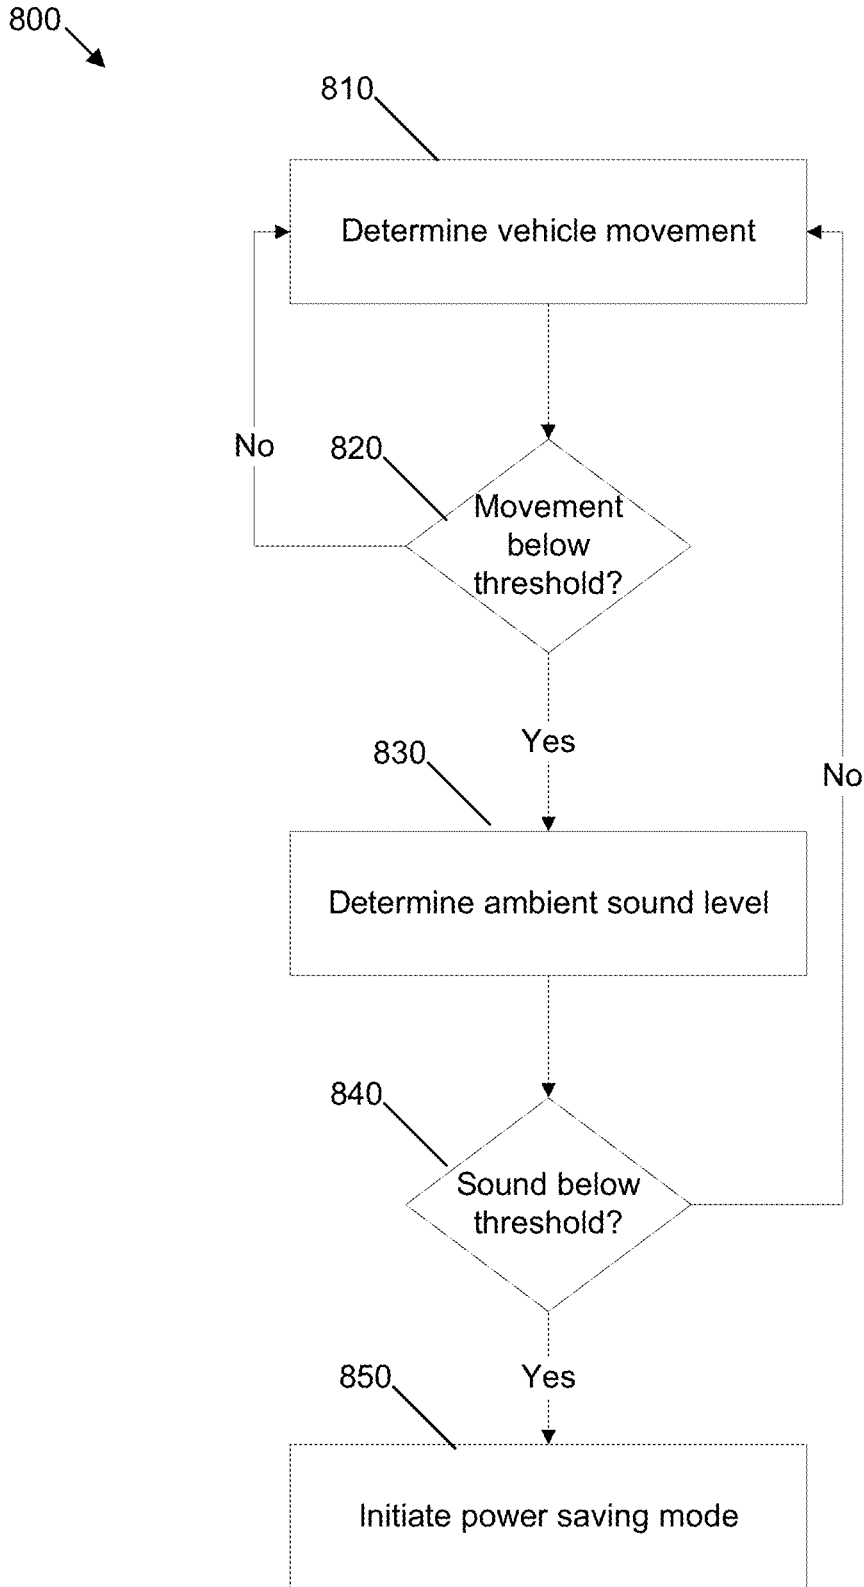 800
810
Determine vehicle movement
No
820
Movement
below
threshold?
Yes
830
No
Determine ambient sound level
840
Sound below
threshold?
Yes
850
Initiate power saving mode